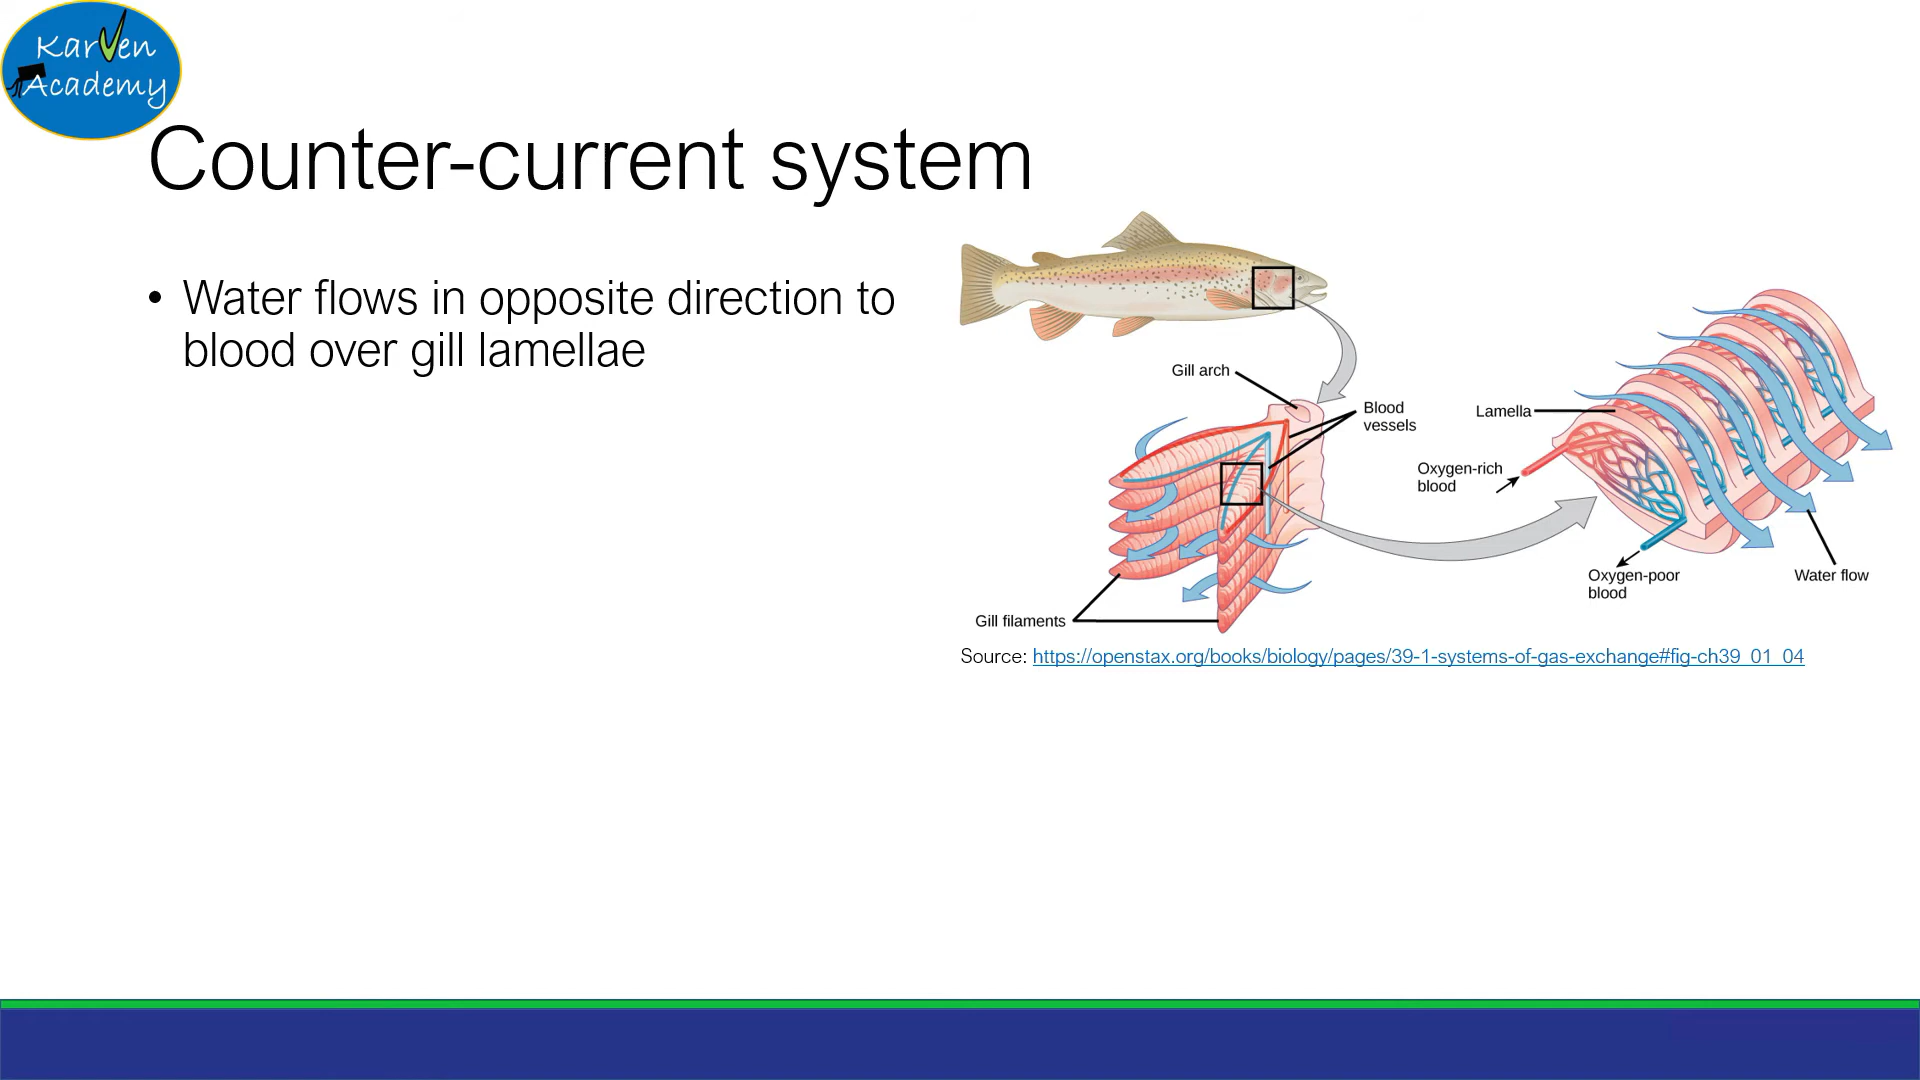 Karven
Academy
Counter-current system
• Water flows in opposite direction to
blood over gill lamellae
Gill arch
Blood
vessels
Gill filaments
Lamella
Oxygen-rich
blood
Oxygen-poor
blood
Water flow
Source: https://openstax.org/books/biology/pages/39-1-systems-of-gas-exchange#fig-ch39_01_04